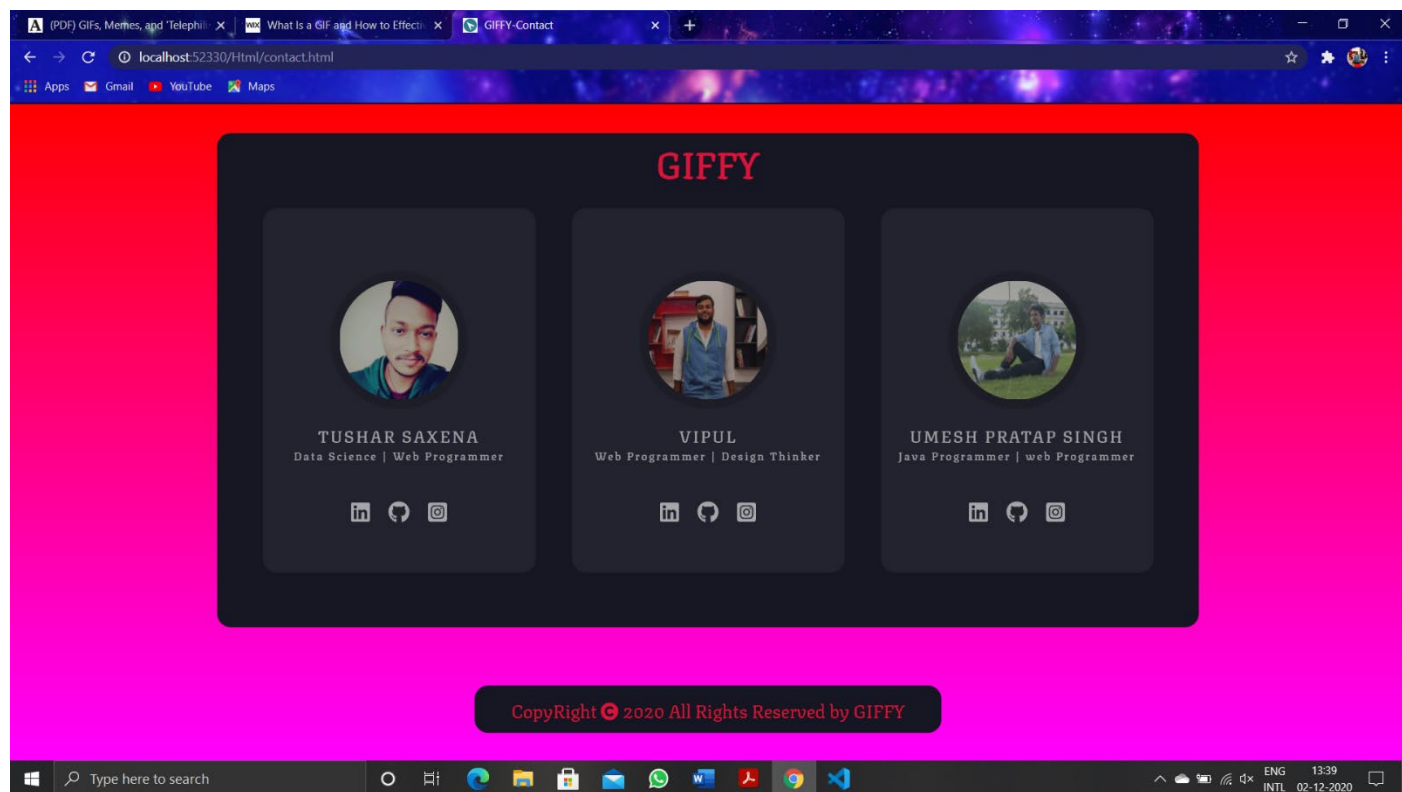 (PDF) GIFs, Memes, and 'Telephili
What Is a GIF and How to Effecti
GIFFY-Contact
localhost:52330/Html/contact.html
Apps Gmail YouTube Maps
GIFFY
TUSHAR SAXENA
Data Science | Web Programmer
VIPUL
Web Programmer | Design Thinker
UMESH PRATAP SINGH
Java Programmer | web Programmer
CopyRight 2020 All Rights Reserved by GIFFY
Type here to search
ENG
INTL
13:39
02-12-2020